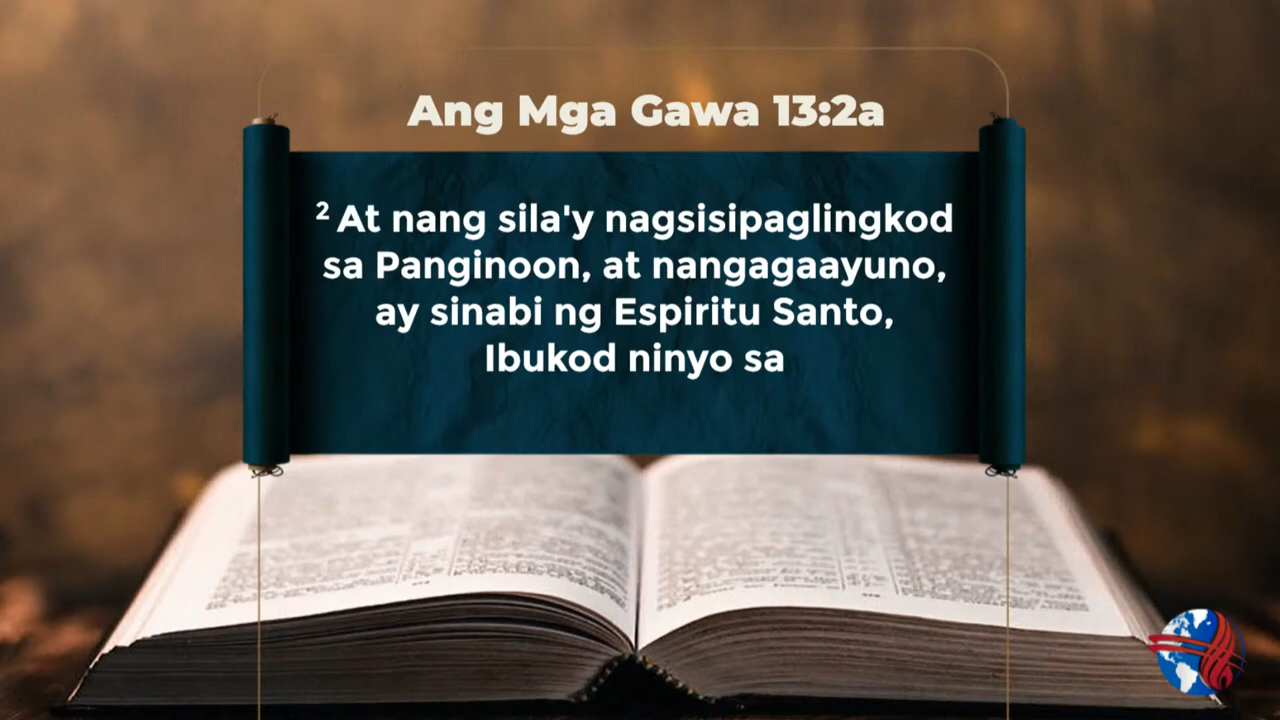 Ang Mga Gawa 13:2a
² At nang sila'y nagsisipaglingkod
sa Panginoon, at nangagaayuno,
ay sinabi ng Espiritu Santo,
Ibukod ninyo sa